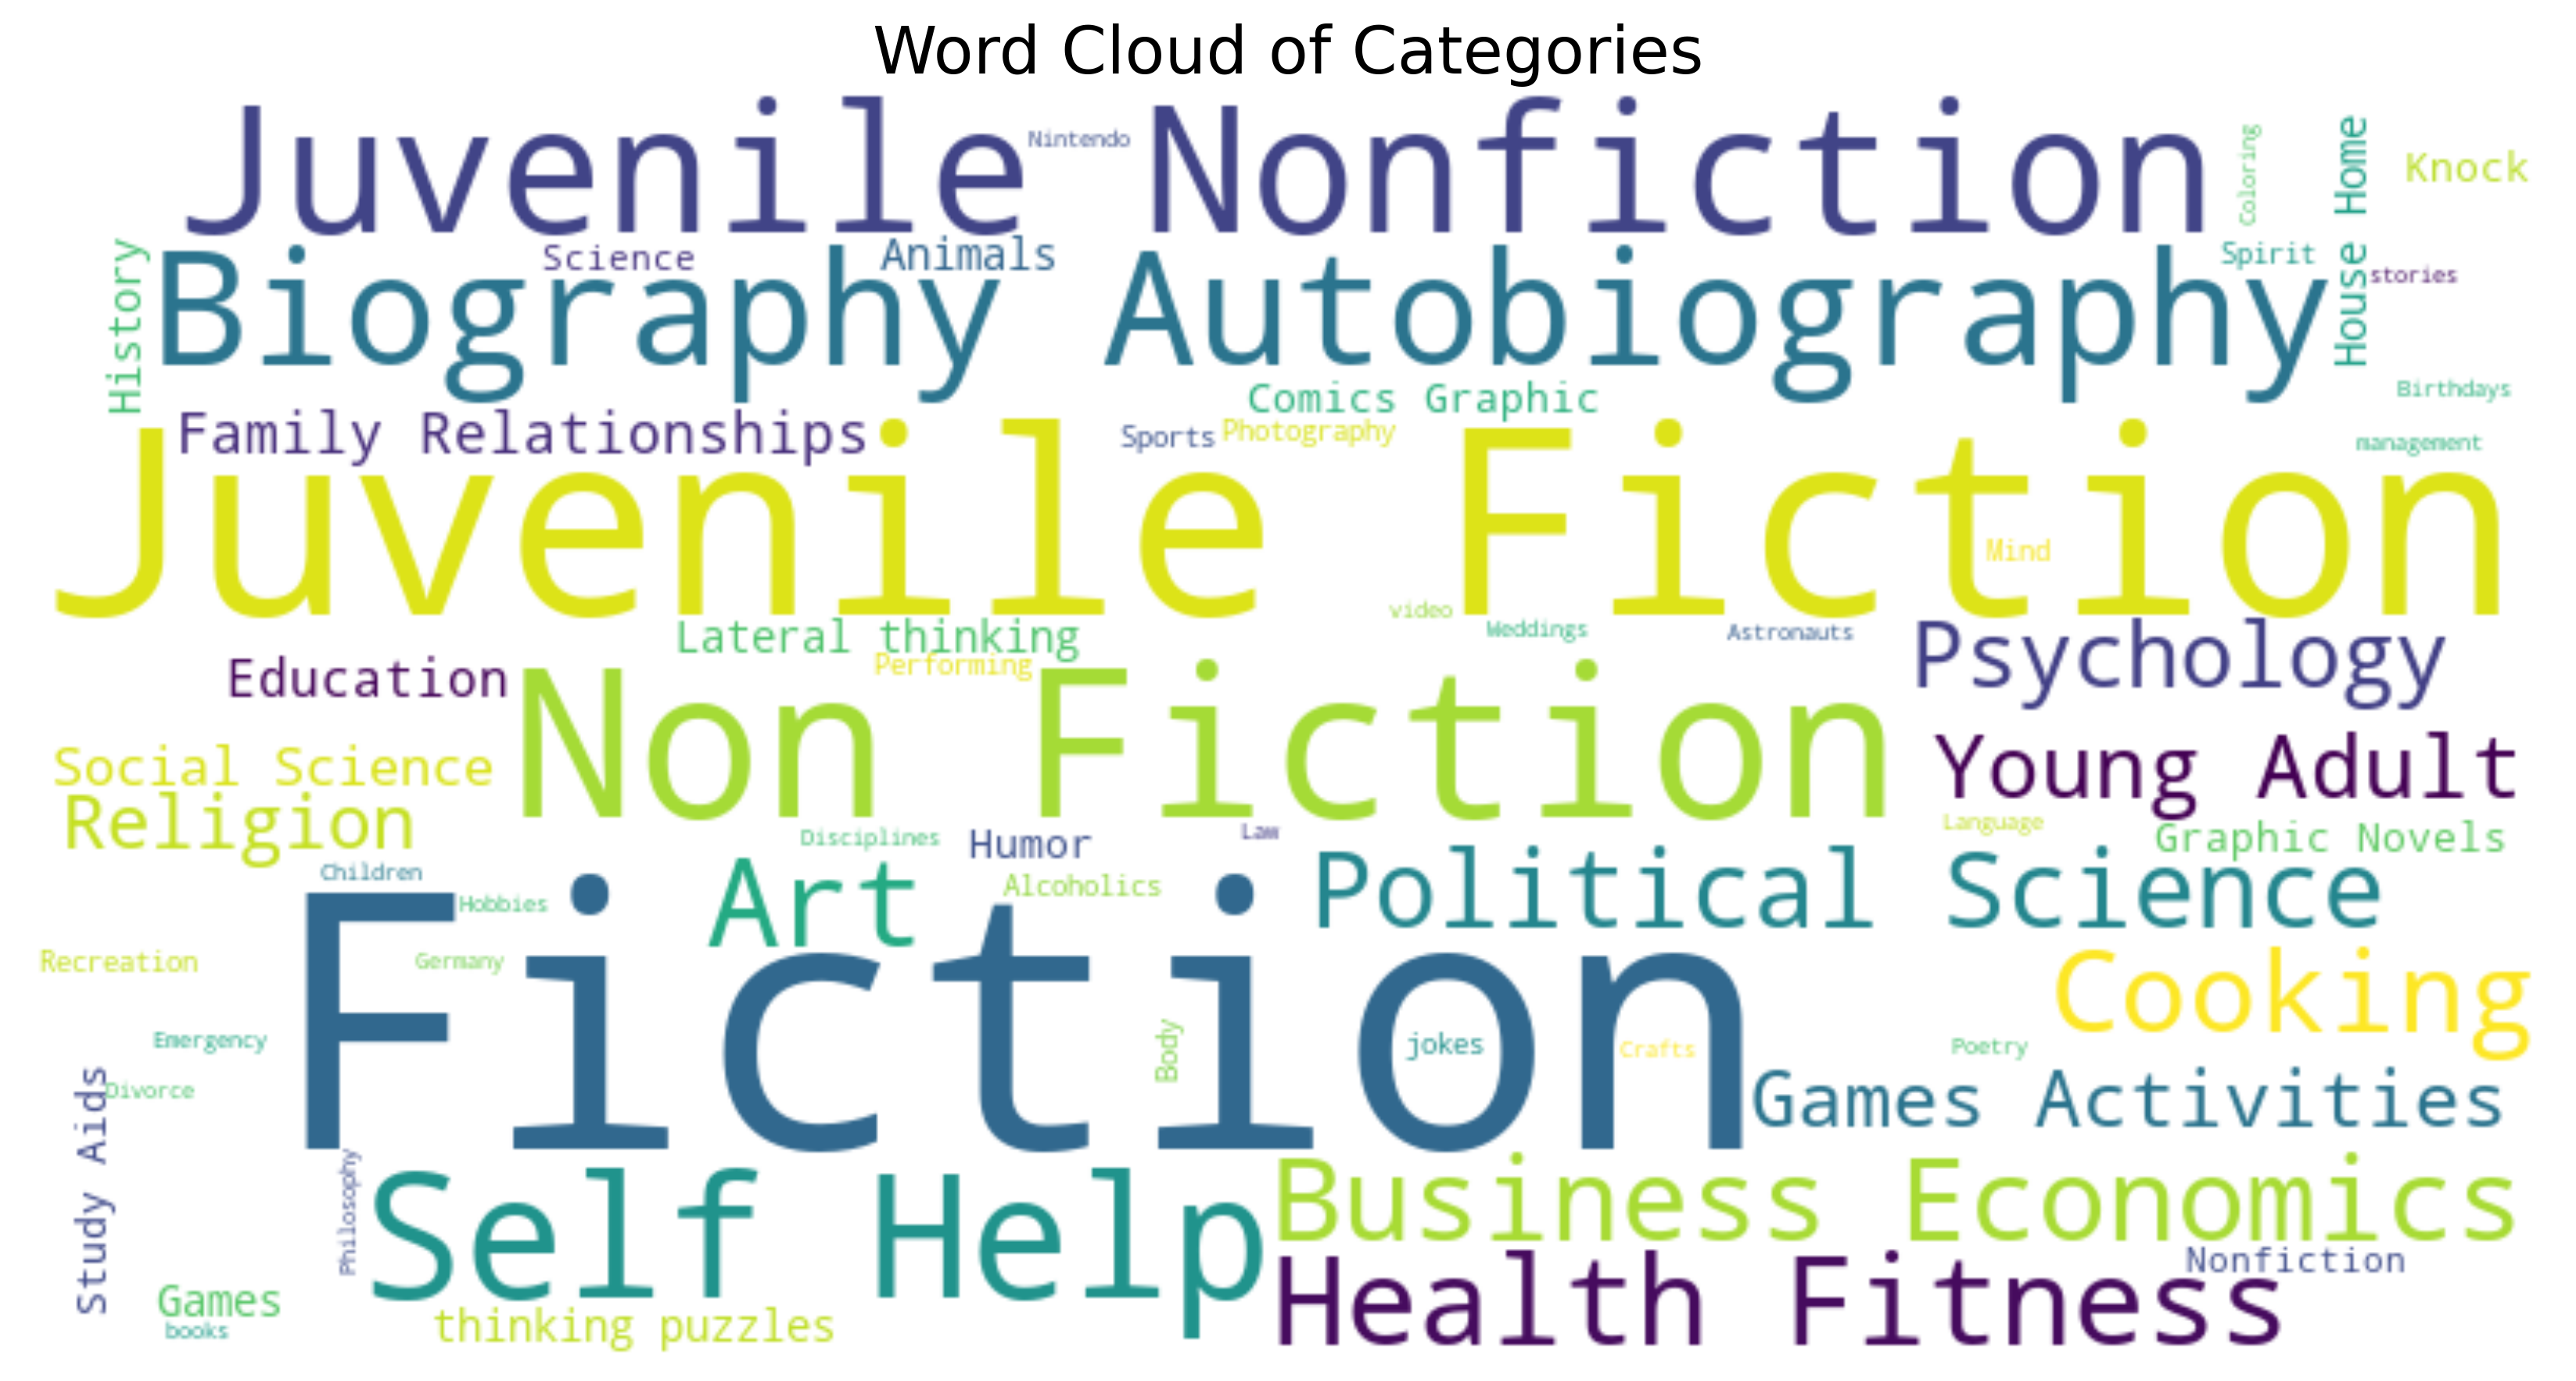 Word Cloud of Categories
Juvenile Nonfiction
Nintendo
Coloring
House Home
Knock
History
Biography Autobiography
Science
Animals
Spirit
stories
Family Relationships
Comics Graphic
Sports
Photography
Birthdays
management
Juvenile Fiction
Mind
video
Lateral thinking
Weddings
Astronauts
Psychology
Education
Performing
Non Fiction
Social Science
Young Adult
Religion
Disciplines
Humor
Law
Language
Graphic Novels
Children
Art
Alcoholics
Political Science
Hobbies
Recreation
Germany
Fiction
Cooking
Emergency
Body
jokes
Crafts
Poetry
Divorce
Study Aids
Games Activities
Philosophy
Self Help
Business Economics
Nonfiction
Games
books
thinking puzzles
Health Fitness